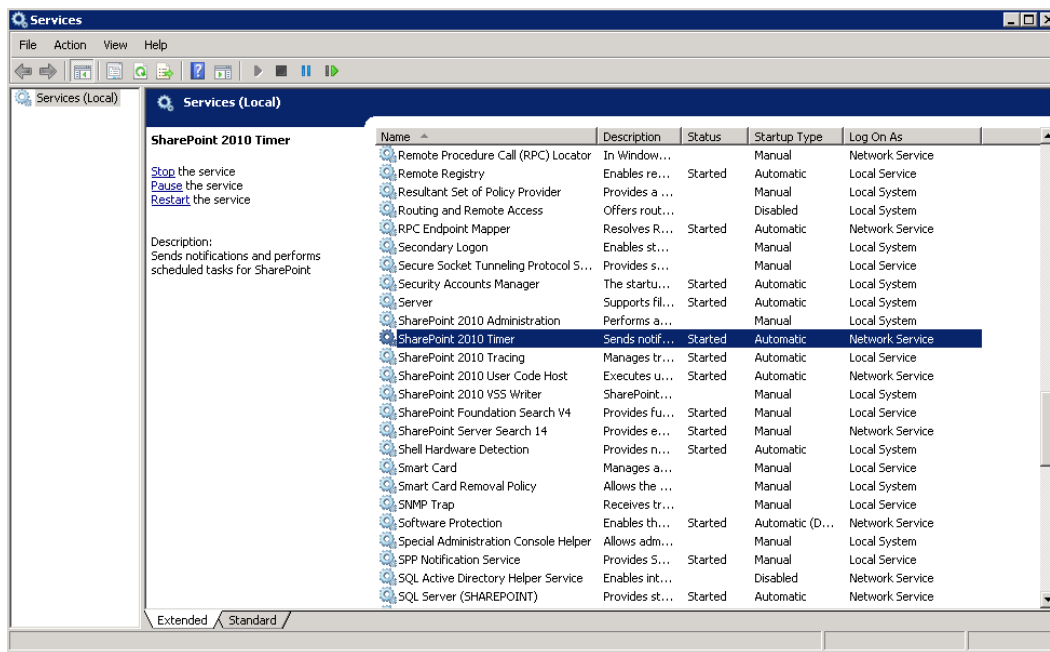 Services
File Action View Help
Services (Local)
Services (Local)
SharePoint 2010 Timer
Stop the service
Pause the service
Restart the service
Description:
Sends notifications and performs
scheduled tasks for SharePoint
Name Description Status Startup Type Log On As
Remote Procedure Call (RPC) Locator In Window... Manual Network Service
Remote Registry Enables re... Started Automatic Local Service
Resultant Set of Policy Provider Provides a ... Manual Local System
Routing and Remote Access Offers rout... Disabled Local System
RPC Endpoint Mapper Resolves R... Started Automatic Network Service
Secondary Logon Enables st... Manual Local System
Secure Socket Tunneling Protocol S... Provides s... Manual Local Service
Security Accounts Manager The startu... Started Automatic Local System
Server Supports fil... Started Automatic Local System
SharePoint 2010 Administration Performs a... Manual Local System
SharePoint 2010 Timer Sends notif... Started Automatic Network Service
SharePoint 2010 Tracing Manages tr... Started Automatic Local Service
SharePoint 2010 User Code Host Executes u... Started Automatic Network Service
SharePoint 2010 VSS Writer SharePoint... Manual Local System
SharePoint Foundation Search V4 Provides fu... Started Manual Local Service
SharePoint Server Search 14 Provides e... Started Manual Network Service
Shell Hardware Detection Provides n... Started Automatic Local System
Smart Card Manages a... Manual Local Service
Smart Card Removal Policy Allows the ... Manual Local System
SNMP Trap Receives tr... Manual Local Service
Software Protection Enables th... Started Automatic (D... Network Service
Special Administration Console Helper Allows adm... Manual Local System
SPP Notification Service Provides S... Started Manual Local Service
SQL Active Directory Helper Service Enables int... Disabled Network Service
SQL Server (SHAREPOINT) Provides st... Started Automatic Network Service
Extended Standard